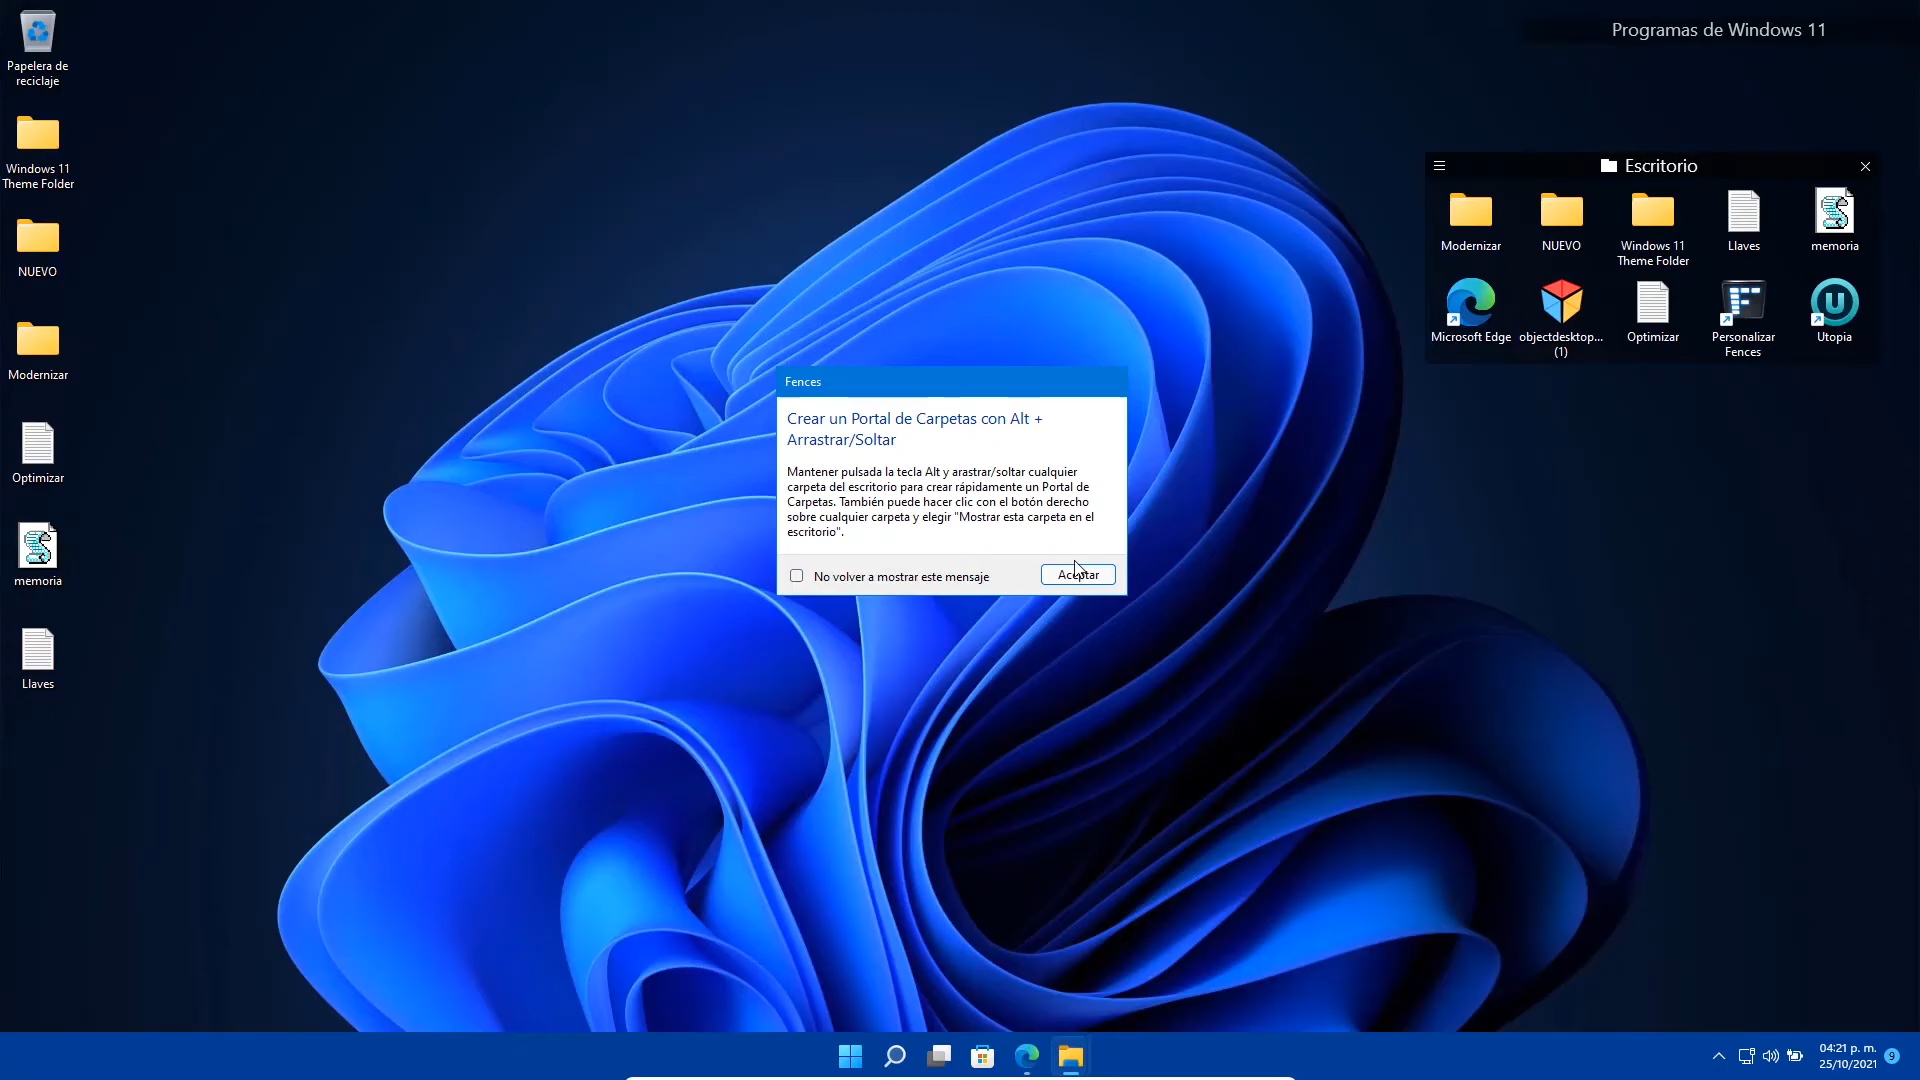 Programas de Windows 11
Papelera de
reciclaje
Windows 11
Theme Folder
NUEVO
Modernizar
Optimizar
memoria
Llaves
Escritorio
Modernizar
NUEVO
Windows 11
Theme Folder
Llaves
memoria
Microsoft Edge
objectdesktop...
(1)
Optimizar
Personalizar
Fences
Utopia
Fences
Crear un Portal de Carpetas con Alt +
Arrastrar/Soltar
Mantener pulsada la tecla Alt y arastrar/soltar cualquier
carpeta del escritorio para crear rápidamente un Portal de
Carpetas. También puede hacer clic con el botón derecho
sobre cualquier carpeta y elegir "Mostrar esta carpeta en el
escritorio".
No volver a mostrar este mensaje
Aceptar
04:21 p. m.
25/10/2021
9